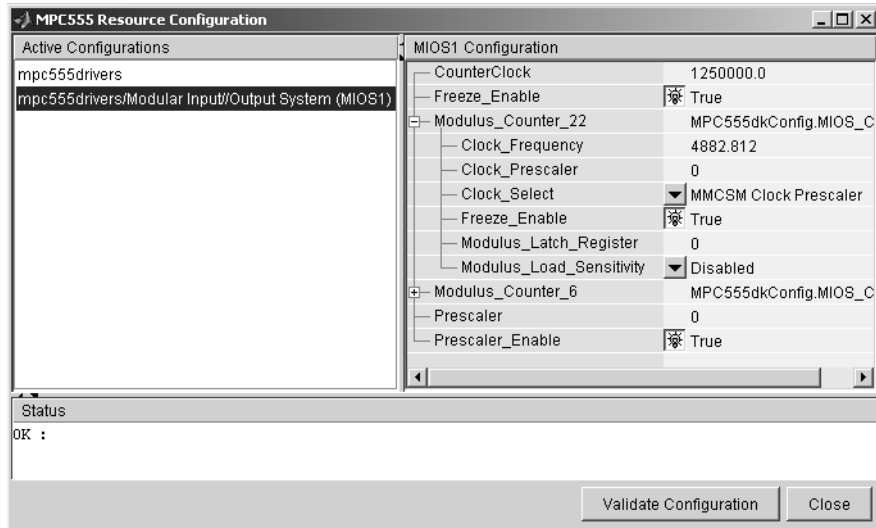 MPC555 Resource Configuration
Active Configurations
MIOS1 Configuration
mpc555drivers
mpc555drivers/Modular Input//Output System (MIOS1)
CounterClock 1250000.0
Freeze_Enable True
Modulus_Counter_22 MPC555dkConfig.MIOS_C
Clock_Frequency 4882.812
Clock_Prescaler 0
Clock_Select MMCSM Clock Prescaler
Freeze_Enable True
Modulus_Latch_Register 0
Modulus_Load_Sensitivity Disabled
Modulus_Counter_6 MPC555dkConfig.MIOS_C
Prescaler 0
Prescaler_Enable True
Status
OK :
Validate Configuration Close